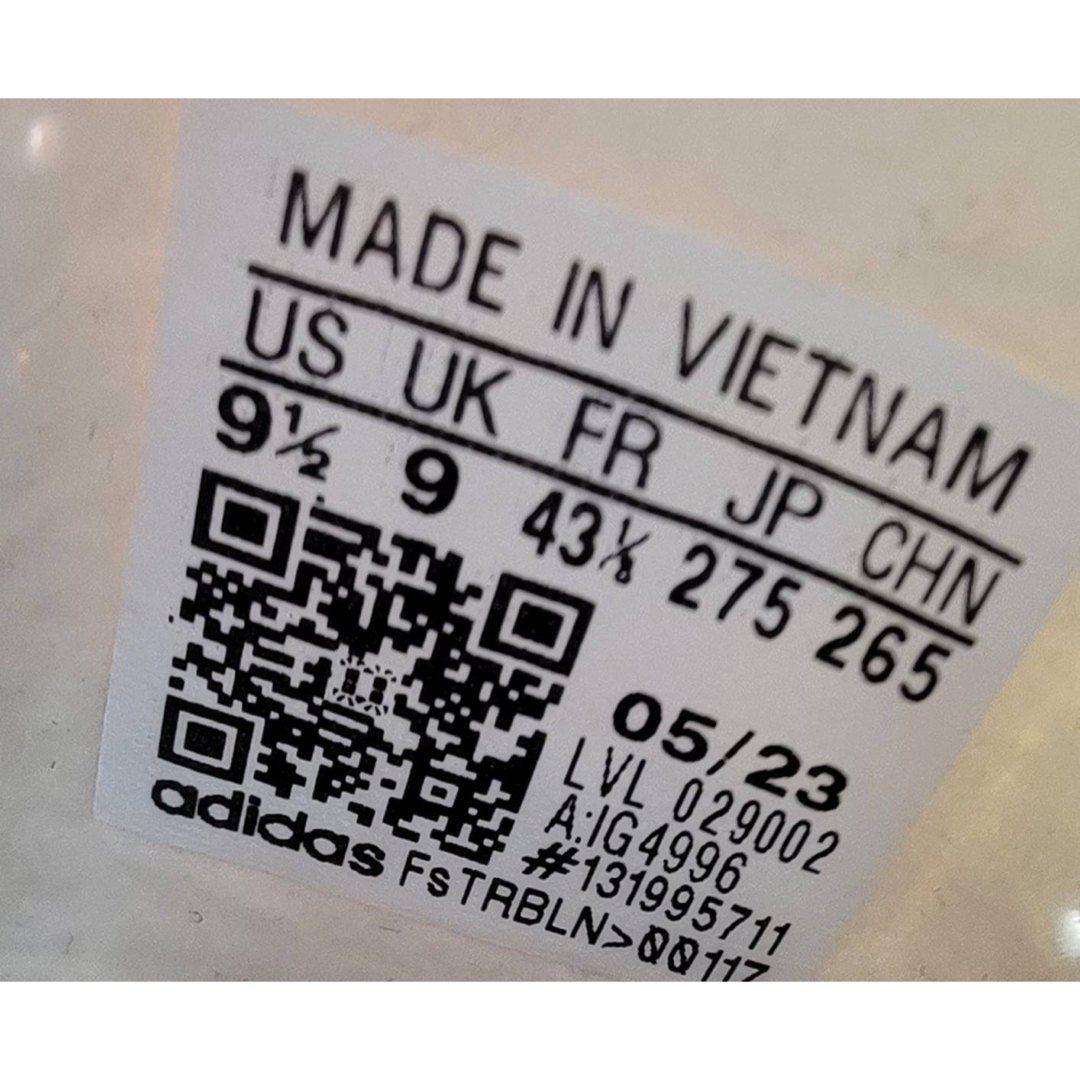 MADE IN VIETNAM
US UK FR JP CHN
9½ 9 43⅓ 275 265
05/23
LVL 029002
A:IG4996
#131995711
adidas FsTRBLN>00117